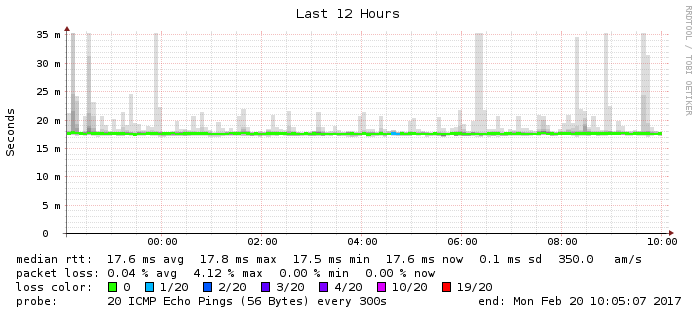 Last 12 Hours
RRDTOOL / TOBI OETIKER
Seconds
35 m
30 m
25 m
20 m
15 m
10 m
5 m
0
00:00 02:00 04:00 06:00 08:00 10:00
median rtt: 17.6 ms avg 17.8 ms max 17.5 ms min 17.6 ms now 0.1 ms sd 350.0 am/s
packet loss: 0.04 % avg 4.12 % max 0.00 % min 0.00 % now
loss color: 0 1/20 2/20 3/20 4/20 10/20 19/20
probe: 20 ICMP Echo Pings (56 Bytes) every 300s end: Mon Feb 20 10:05:07 2017